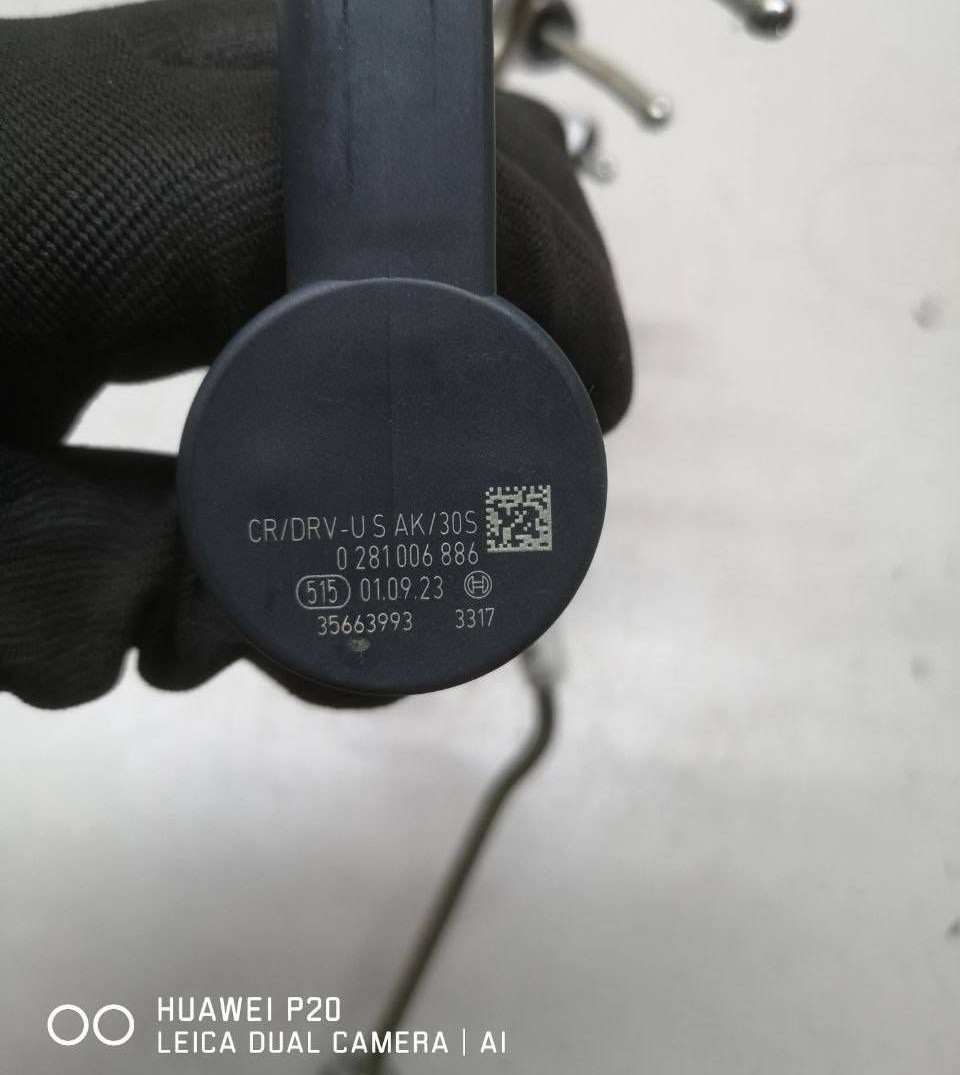 CR/DRV-U S AK/30S
0 281 006 886
515 01.09.23 H
35663993 3317
HUAWEI P20
LEICA DUAL CAMERA | AI